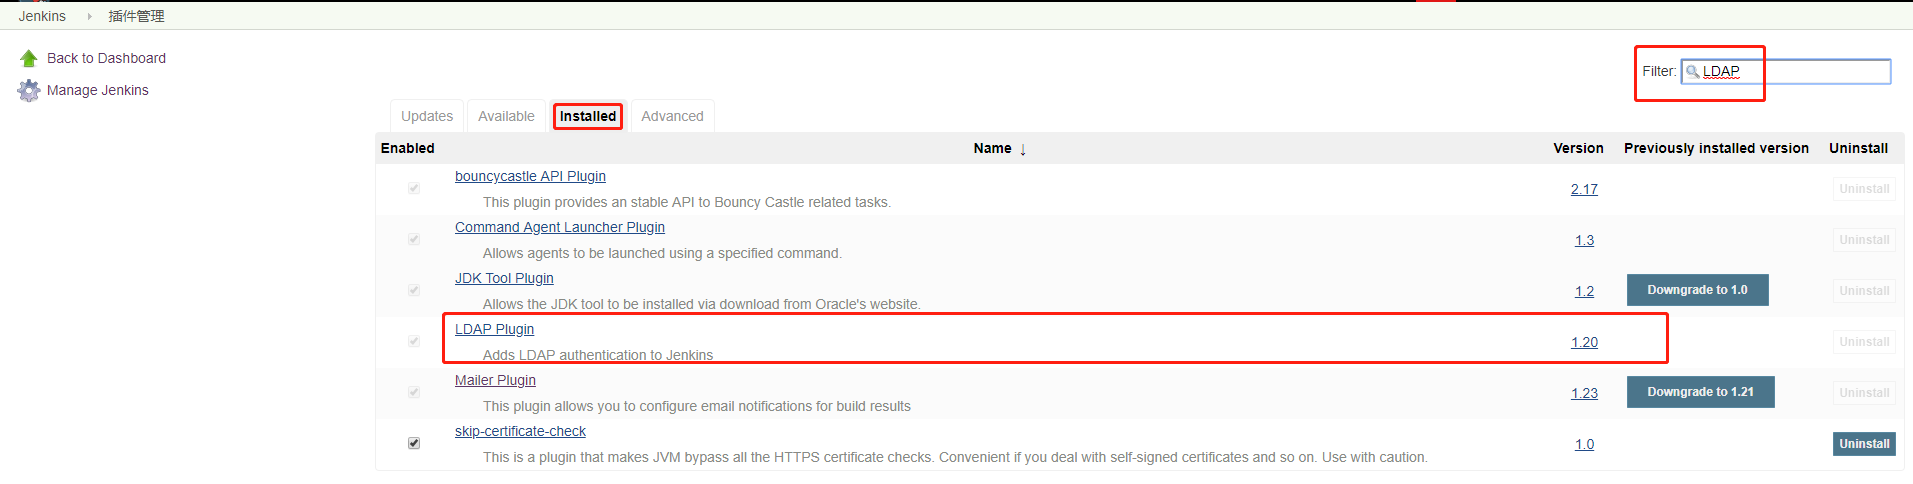 Jenkins 插件管理
Back to Dashboard
Manage Jenkins
Filter: LDAP
Updates Available Installed Advanced
Enabled Name ↓ Version Previously installed version Uninstall
bouncycastle API Plugin
This plugin provides an stable API to Bouncy Castle related tasks.
2.17 Uninstall
Command Agent Launcher Plugin
Allows agents to be launched using a specified command.
1.3 Uninstall
JDK Tool Plugin
Allows the JDK tool to be installed via download from Oracle's website.
1.2 Downgrade to 1.0 Uninstall
LDAP Plugin
Adds LDAP authentication to Jenkins
1.20 Uninstall
Mailer Plugin
This plugin allows you to configure email notifications for build results
1.23 Downgrade to 1.21 Uninstall
skip-certificate-check
This is a plugin that makes JVM bypass all the HTTPS certificate checks. Convenient if you deal with self-signed certificates and so on. Use with caution.
1.0 Uninstall